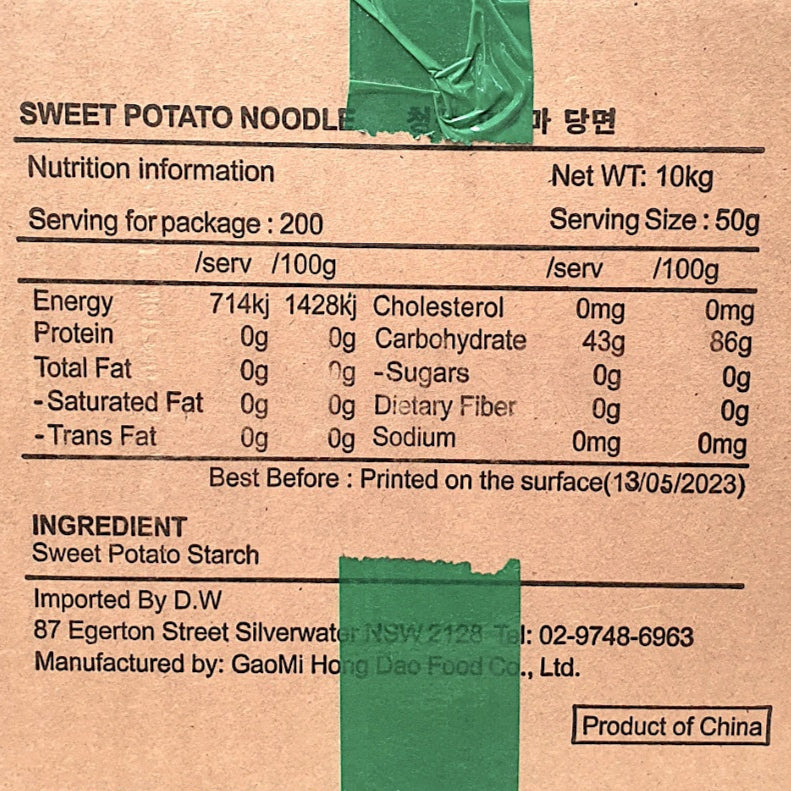 SWEET POTATO NOODLE 당면
Nutrition information Net WT: 10kg
Serving for package : 200 Serving Size : 50g
/serv /100g /serv /100g
Energy 714kj 1428kj Cholesterol 0mg 0mg
Protein 0g 0g Carbohydrate 43g 86g
Total Fat 0g 0g -Sugars 0g 0g
-Saturated Fat 0g 0g Dietary Fiber 0g 0g
-Trans Fat 0g 0g Sodium 0mg 0mg
Best Before : Printed on the surface(13/05/2023)
INGREDIENT
Sweet Potato Starch
Imported By D.W
87 Egerton Street Silverwater NSW 2128 Tel: 02-9748-6963
Manufactured by: GaoMi Hong Dao Food Co., Ltd.
Product of China